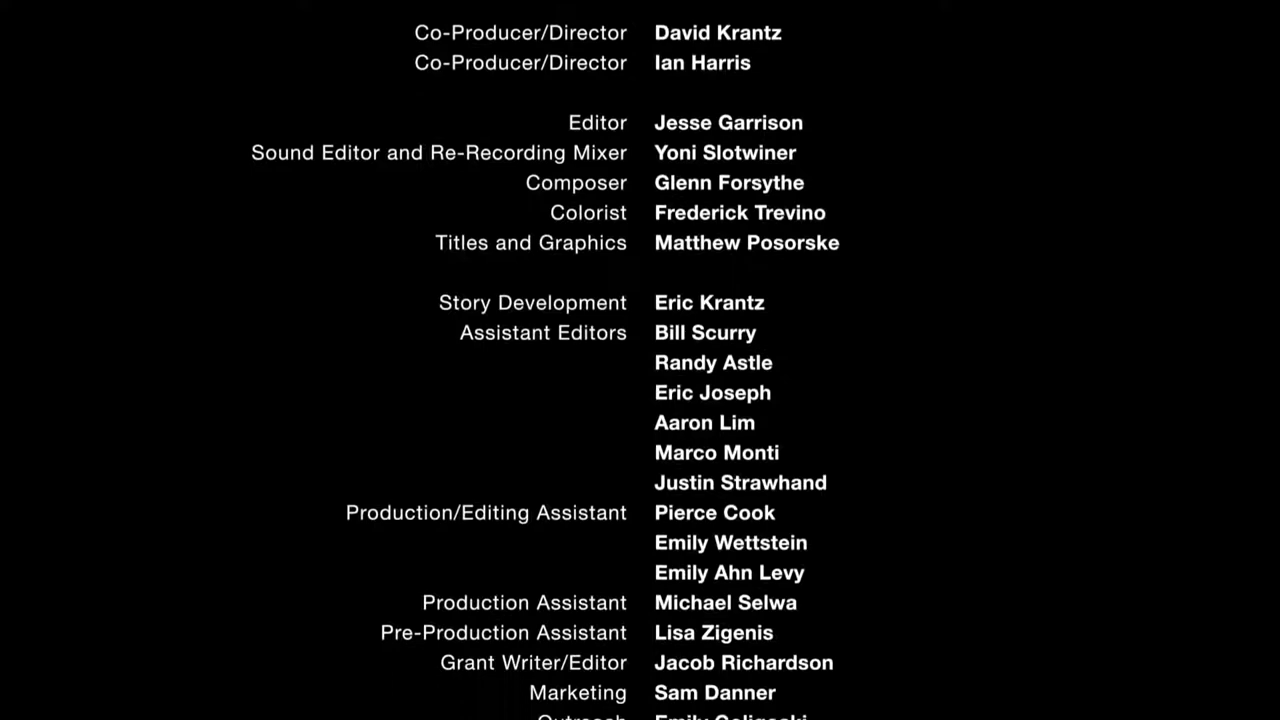 Co-Producer/Director David Krantz
Co-Producer/Director Ian Harris
Editor Jesse Garrison
Sound Editor and Re-Recording Mixer Yoni Slotwiner
Composer Glenn Forsythe
Colorist Frederick Trevino
Titles and Graphics Matthew Posorske
Story Development Eric Krantz
Assistant Editors Bill Scurry
Randy Astle
Eric Joseph
Aaron Lim
Marco Monti
Justin Strawhand
Production/Editing Assistant Pierce Cook
Emily Wettstein
Emily Ahn Levy
Production Assistant Michael Selwa
Pre-Production Assistant Lisa Zigenis
Grant Writer/Editor Jacob Richardson
Marketing Sam Danner
Outreach Emily